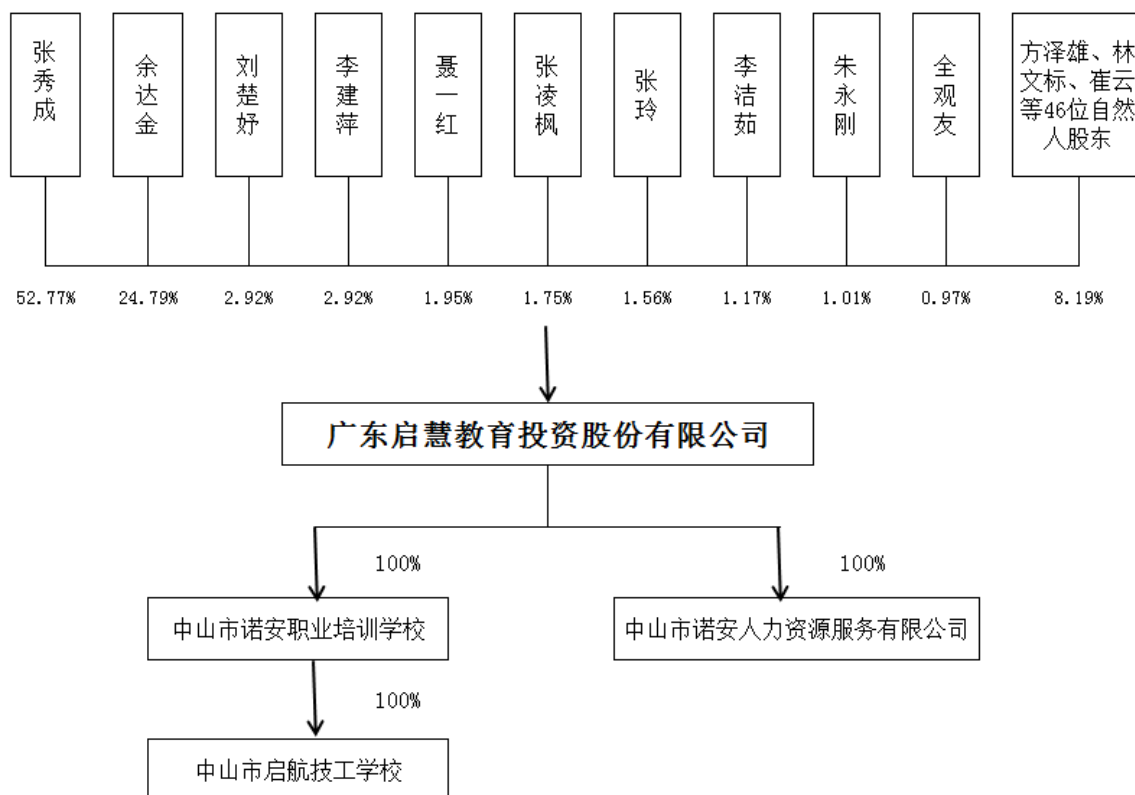 张秀成
余达金
刘楚妤
李建萍
聂一红
张凌枫
张玲
李洁茹
朱永刚
全观友
方泽雄、林
文标、崔云
等46位自然
人股东
52.77%
24.79%
2.92%
2.92%
1.95%
1.75%
1.56%
1.17%
1.01%
0.97%
8.19%
广东启慧教育投资股份有限公司
100%
100%
中山市诺安职业培训学校
中山市诺安人力资源服务有限公司
100%
中山市启航技工学校